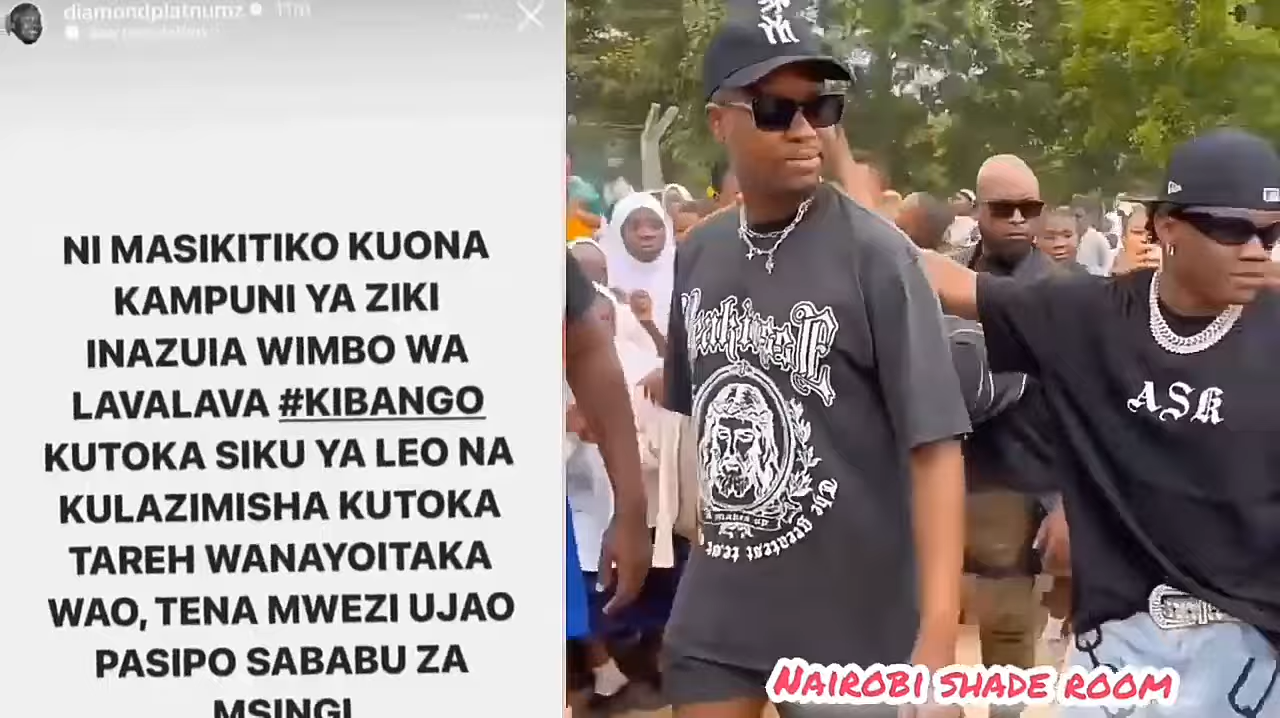 diamondplatnumz 11m
NI MASIKITIKO KUONA
KAMPUNI YA ZIKI
INAZUIA WIMBO WA
LAVALAVA #KIBANGO
KUTOKA SIKU YA LEO NA
KULAZIMISHA KUTOKA
TAREH WANAYOITAKA
WAO, TENA MWEZI UJAO
PASIPO SABABU ZA
MSINGI
ASK
NAIROBI SHADE ROOM